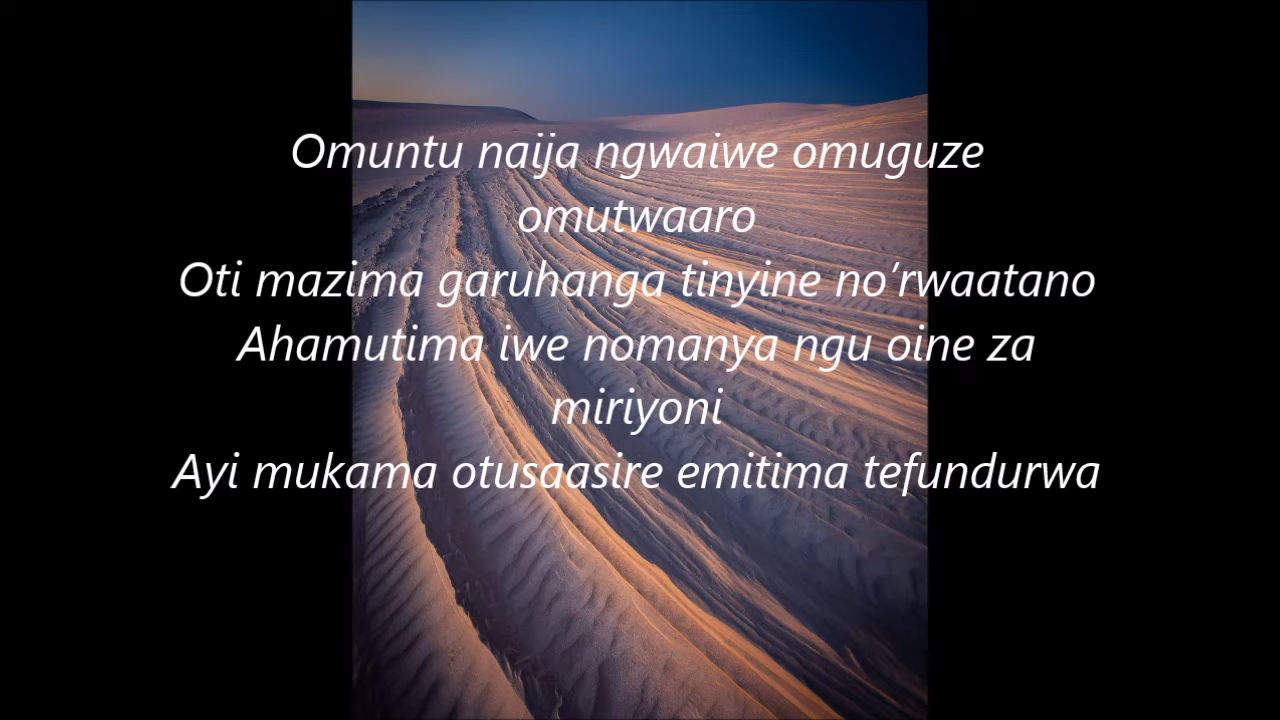 Omuntu naija ngwaiwe omuguze
omutwaaro
Oti mazima garuhanga tinyine no’rwaatano
Ahamutima iwe nomanya ngu oine za
miriyoni
Ayi mukama otusaasire emitima tefundurwa